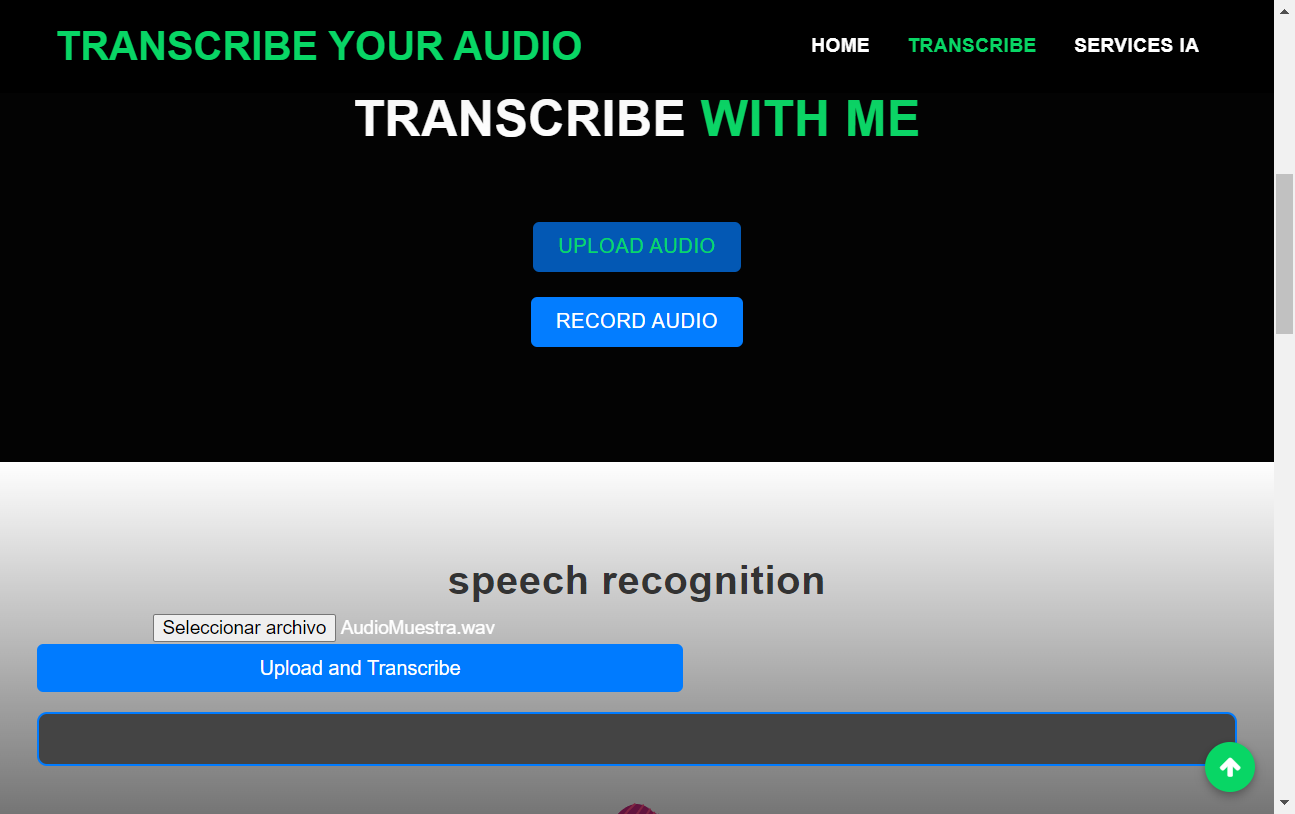 TRANSCRIBE YOUR AUDIO
HOME TRANSCRIBE SERVICES IA
TRANSCRIBE WITH ME
UPLOAD AUDIO
RECORD AUDIO
speech recognition
Seleccionar archivo AudioMuestra.wav
Upload and Transcribe